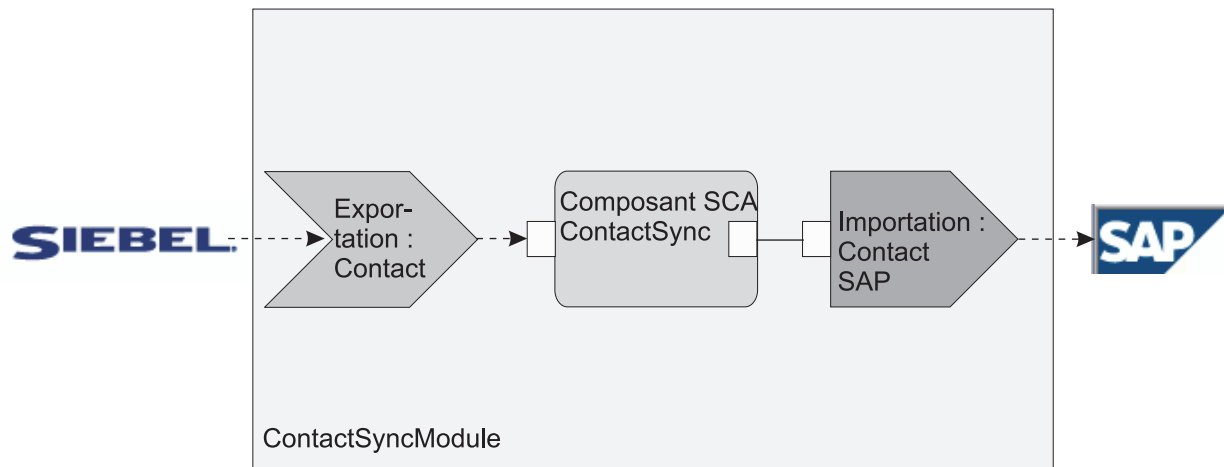 SIEBEL.
Expor-
tation :
Contact
Composant SCA
ContactSync
Importation :
Contact
SAP
SAP
ContactSyncModule